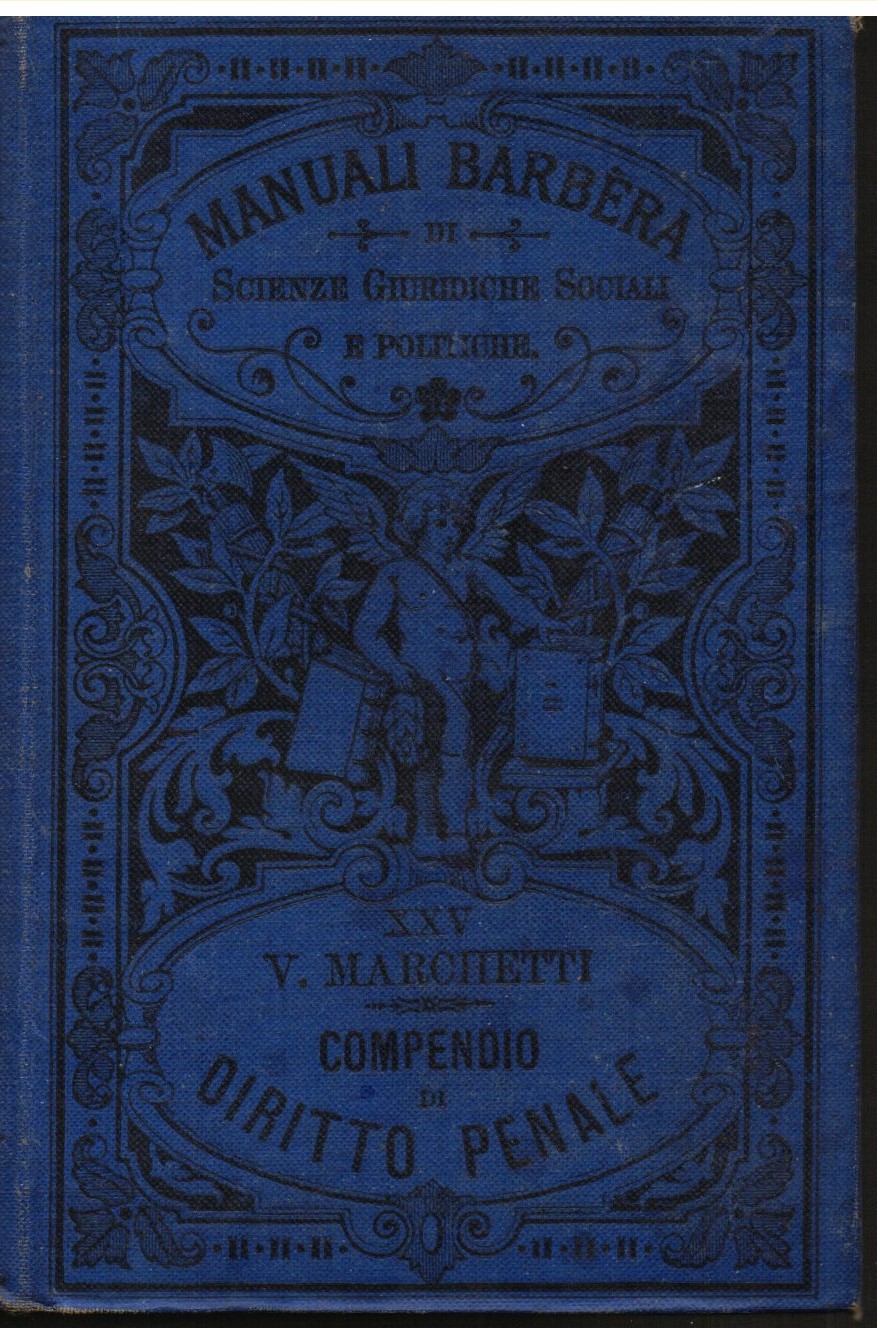 MANUALI BARBÈRA
DI
SCIENZE GIURIDICHE SOCIALI
E POLITICHE.
XXV
V. MARCHETTI
COMPENDIO
DI
DIRITTO PENALE